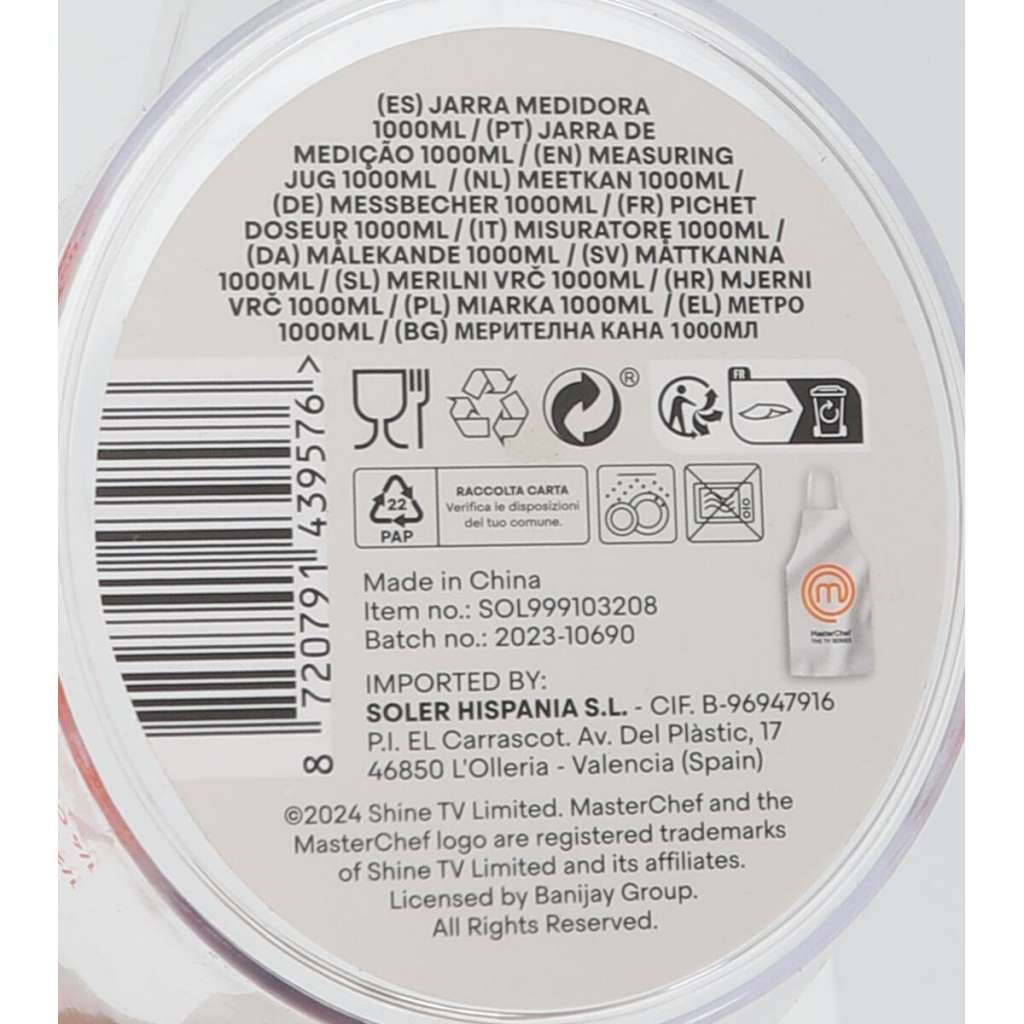 (ES) JARRA MEDIDORA
1000ML / (PT) JARRA DE
MEDIÇÃO 1000ML / (EN) MEASURING
JUG 1000ML / (NL) MEETKAN 1000ML /
(DE) MESSBECHER 1000ML / (FR) PICHET
DOSEUR 1000ML / (IT) MISURATORE 1000ML /
(DA) MÅLEKANDE 1000ML / (SV) MÅTTKANNA
1000ML / (SL) MERILNI VRČ 1000ML / (HR) MJERNI
VRČ 1000ML / (PL) MIARKA 1000ML / (EL) ΜΕΤΡΟ
1000ML / (BG) МЕРИТЕЛНА КАНА 1000МЛ
8 720791 439576 >
®
FR
22
PAP
RACCOLTA CARTA
Verifica le disposizioni
del tuo comune.
Made in China
Item no.: SOL999103208
Batch no.: 2023-10690
m
MasterChef
THE TV SERIES
IMPORTED BY:
SOLER HISPANIA S.L. - CIF. B-96947916
P.I. EL Carrascot. Av. Del Plàstic, 17
46850 L'Olleria - Valencia (Spain)
©2024 Shine TV Limited. MasterChef and the
MasterChef logo are registered trademarks
of Shine TV Limited and its affiliates.
Licensed by Banijay Group.
All Rights Reserved.